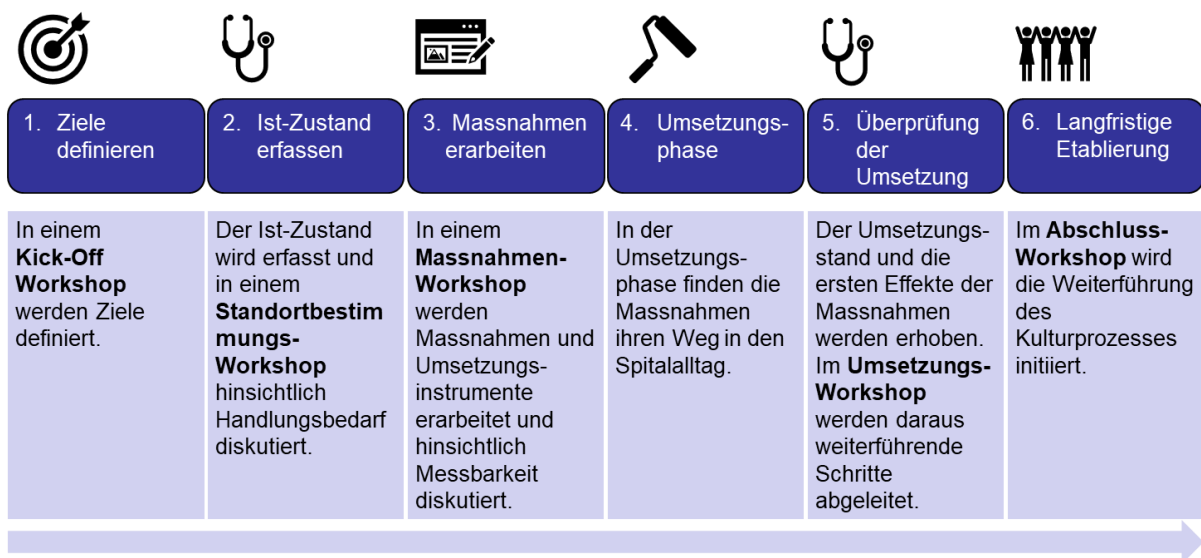 1. Ziele
definieren
2. Ist-Zustand
erfassen
3. Massnahmen
erarbeiten
4. Umsetzungs-
phase
5. Überprüfung
der
Umsetzung
6. Langfristige
Etablierung
In einem
Kick-Off
Workshop
werden Ziele
definiert.
Der Ist-Zustand
wird erfasst und
in einem
Standortbestim
mungs-
Workshop
hinsichtlich
Handlungsbedarf
diskutiert.
In einem
Massnahmen-
Workshop
werden
Massnahmen und
Umsetzungs-
instrumente
erarbeitet und
hinsichtlich
Messbarkeit
diskutiert.
In der
Umsetzungs-
phase finden die
Massnahmen
ihren Weg in den
Spitalalltag.
Der Umsetzungs-
stand und die
ersten Effekte der
Massnahmen
werden erhoben.
Im Umsetzungs-
Workshop
werden daraus
weiterführende
Schritte
abgeleitet.
Im Abschluss-
Workshop wird
die Weiterführung
des
Kulturprozesses
initiiert.